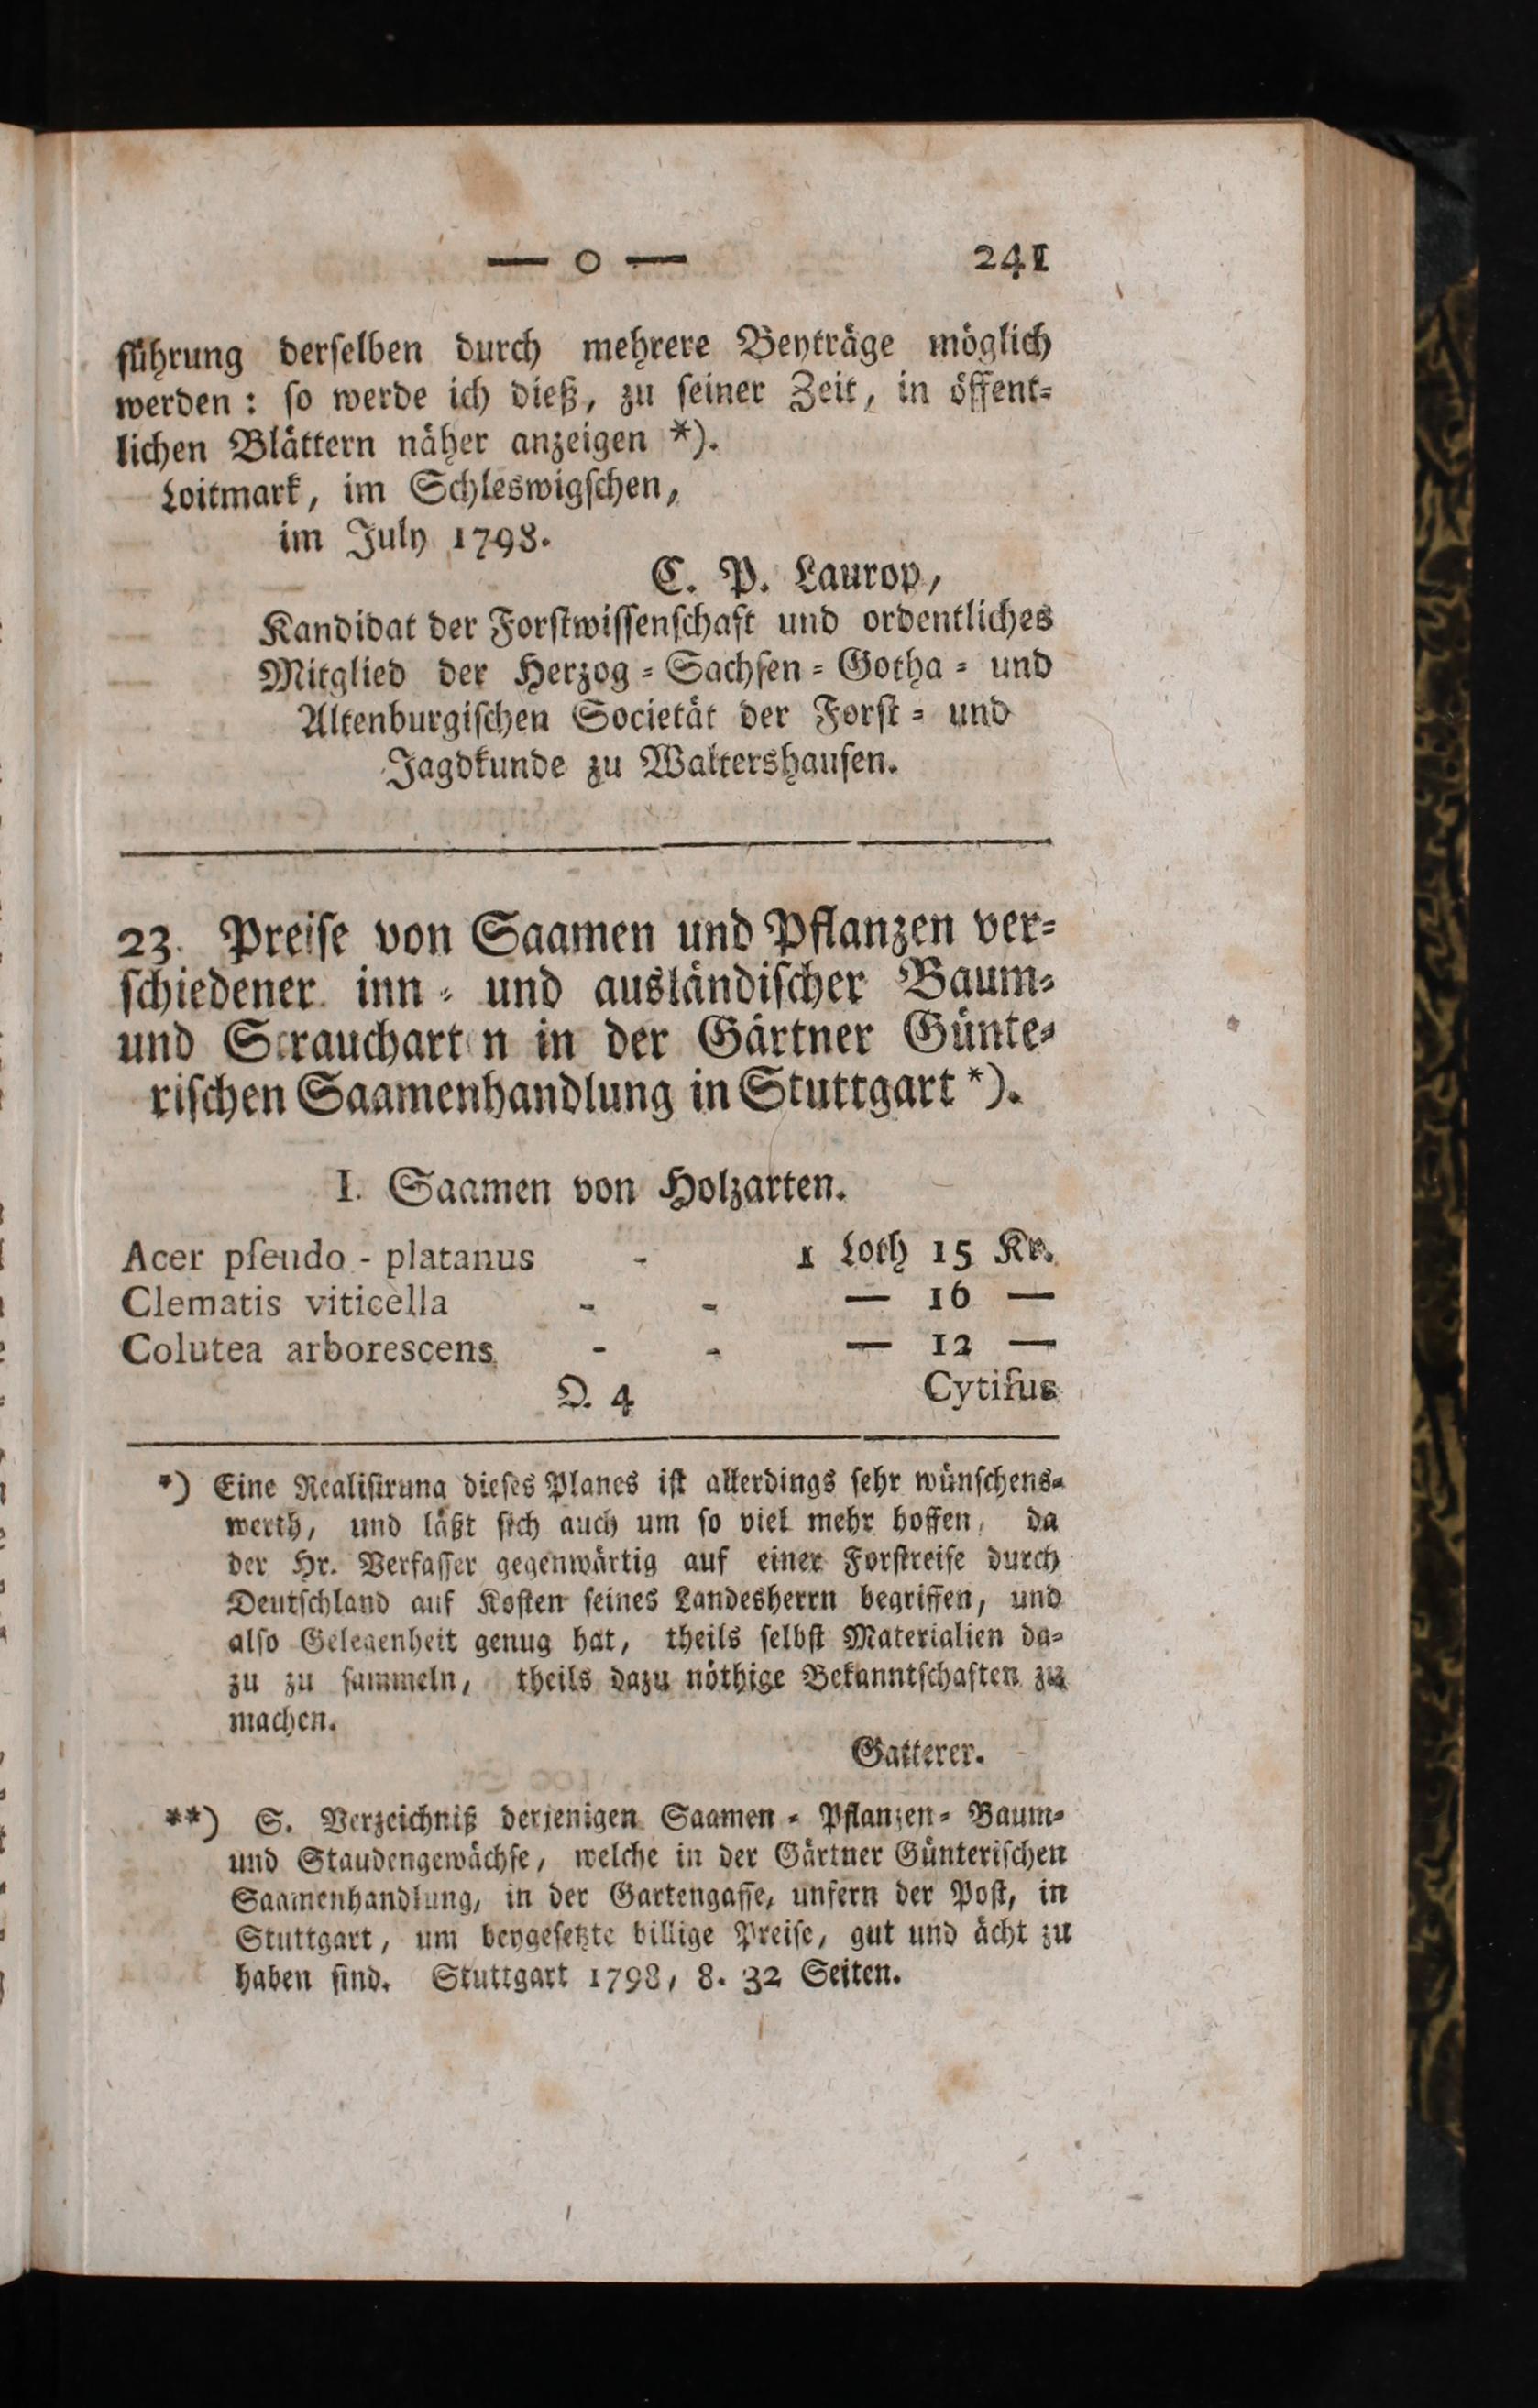 — o — 241
führung derselben durch mehrere Beyträge möglich
werden: so werde ich dieß, zu seiner Zeit, in öffent=
lichen Blättern näher anzeigen *).
Loitmark, im Schleswigschen,
im July 1798.
C. P. Laurop,
Kandidat der Forstwissenschaft und ordentliches
Mitglied der Herzog = Sachsen = Gotha = und
Altenburgischen Societät der Forst = und
Jagdkunde zu Waltershausen.
23. Preise von Saamen und Pflanzen ver=
schiedener inn = und ausländischer Baum=
und Strauchart n in der Gärtner Günte=
rischen Saamenhandlung in Stuttgart *).
I. Saamen von Holzarten.
Acer pſeudo - platanus - 1 Loth 15 Kr.
Clematis viticella - - — 16 —
Colutea arborescens - - — 12 —
Q. 4 Cytiſus
*) Eine Realisirung dieses Planes ist allerdings sehr wünschens=
werth, und läßt sich auch um so viel mehr hoffen, da
der Hr. Verfasser gegenwärtig auf einer Forstreise durch
Deutschland auf Kosten seines Landesherrn begriffen, und
also Gelegenheit genug hat, theils selbst Materialien da=
zu zu sammeln, theils dazu nöthige Bekanntschaften zu
machen.
Gatterer.
**) S. Verzeichniß derjenigen Saamen = Pflanzen = Baum=
und Staudengewächse, welche in der Gärtner Günterischen
Saamenhandlung, in der Gartengasse, unfern der Post, in
Stuttgart, um beygesetzte billige Preise, gut und ächt zu
haben sind. Stuttgart 1798, 8. 32 Seiten.